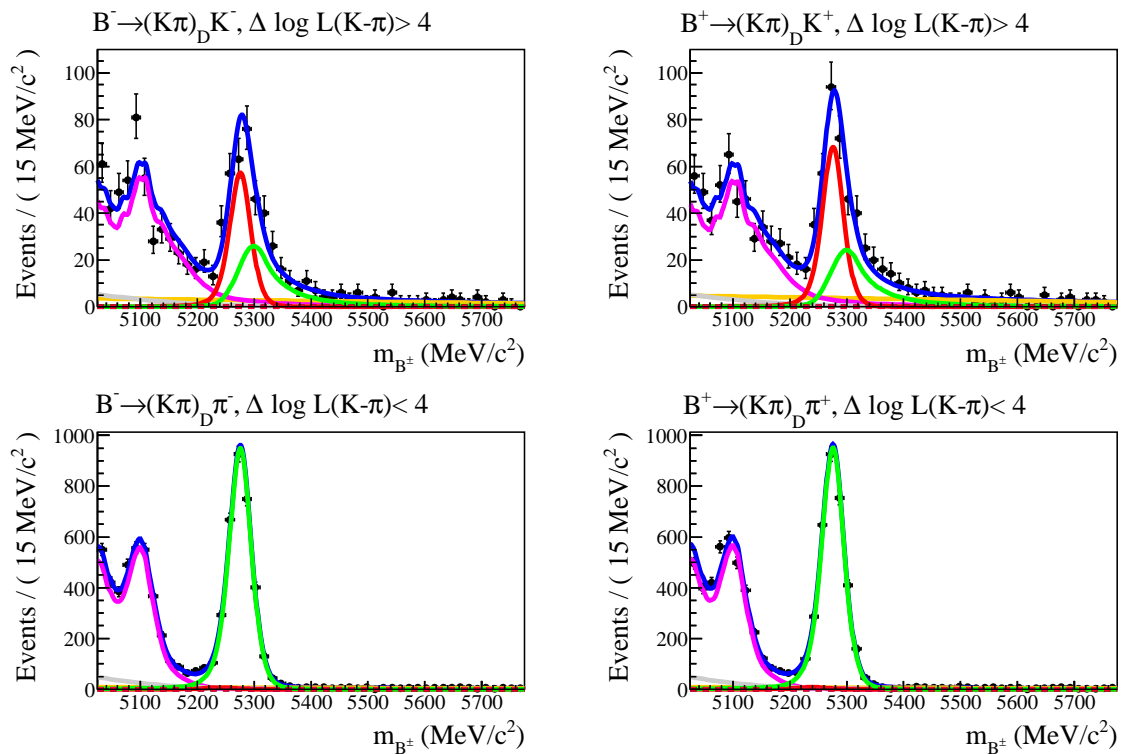 B⁻→(Kπ)_D K⁻, Δ log L(K-π)> 4
Events / ( 15 MeV/c² )
100
80
60
40
20
0
5100 5200 5300 5400 5500 5600 5700
m_B± (MeV/c²)
B⁺→(Kπ)_D K⁺, Δ log L(K-π)> 4
Events / ( 15 MeV/c² )
100
80
60
40
20
0
5100 5200 5300 5400 5500 5600 5700
m_B± (MeV/c²)
B⁻→(Kπ)_D π⁻, Δ log L(K-π)< 4
Events / ( 15 MeV/c² )
1000
800
600
400
200
0
5100 5200 5300 5400 5500 5600 5700
m_B± (MeV/c²)
B⁺→(Kπ)_D π⁺, Δ log L(K-π)< 4
Events / ( 15 MeV/c² )
1000
800
600
400
200
0
5100 5200 5300 5400 5500 5600 5700
m_B± (MeV/c²)